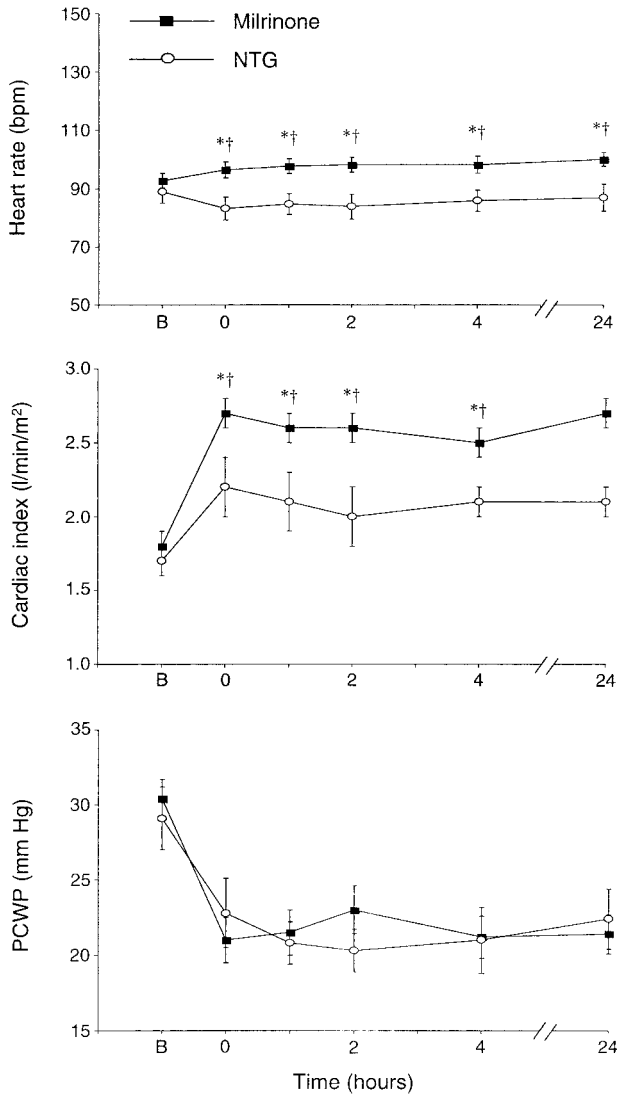 150
Milrinone
NTG
130
110
*† *† *† *† *†
90
70
50
B 0 2 4 // 24
Heart rate (bpm)
3.0
*† *† *† *†
2.5
2.0
1.5
1.0
B 0 2 4 // 24
Cardiac index (l/min/m²)
35
30
25
20
15
B 0 2 4 // 24
PCWP (mm Hg)
Time (hours)